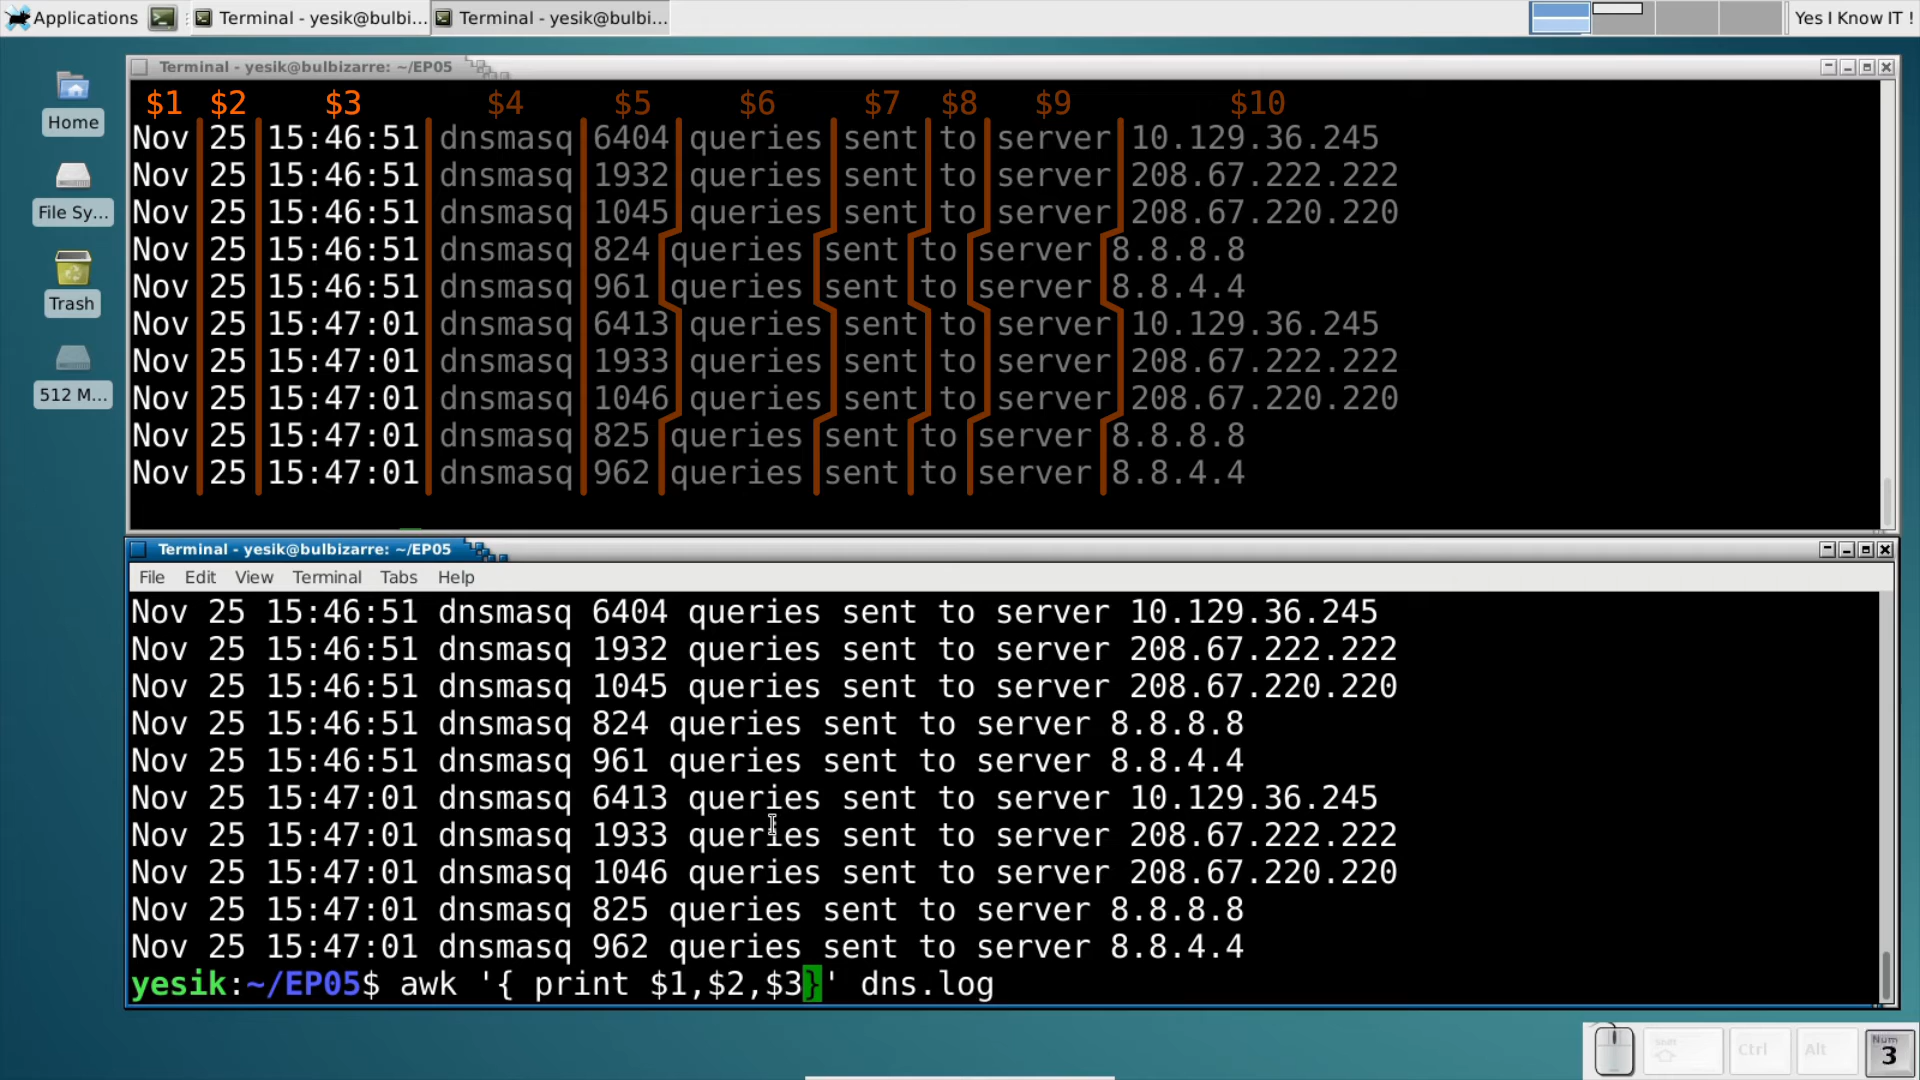 Applications
Terminal - yesik@bulbi...
Terminal - yesik@bulbi...
Yes I Know IT !
Home
File Sy...
Trash
512 M...
Terminal - yesik@bulbizarre: ~/EP05
$1 $2 $3 $4 $5 $6 $7 $8 $9 $10
Nov 25 15:46:51 dnsmasq 6404 queries sent to server 10.129.36.245
Nov 25 15:46:51 dnsmasq 1932 queries sent to server 208.67.222.222
Nov 25 15:46:51 dnsmasq 1045 queries sent to server 208.67.220.220
Nov 25 15:46:51 dnsmasq 824 queries sent to server 8.8.8.8
Nov 25 15:46:51 dnsmasq 961 queries sent to server 8.8.4.4
Nov 25 15:47:01 dnsmasq 6413 queries sent to server 10.129.36.245
Nov 25 15:47:01 dnsmasq 1933 queries sent to server 208.67.222.222
Nov 25 15:47:01 dnsmasq 1046 queries sent to server 208.67.220.220
Nov 25 15:47:01 dnsmasq 825 queries sent to server 8.8.8.8
Nov 25 15:47:01 dnsmasq 962 queries sent to server 8.8.4.4
Terminal - yesik@bulbizarre: ~/EP05
File Edit View Terminal Tabs Help
Nov 25 15:46:51 dnsmasq 6404 queries sent to server 10.129.36.245
Nov 25 15:46:51 dnsmasq 1932 queries sent to server 208.67.222.222
Nov 25 15:46:51 dnsmasq 1045 queries sent to server 208.67.220.220
Nov 25 15:46:51 dnsmasq 824 queries sent to server 8.8.8.8
Nov 25 15:46:51 dnsmasq 961 queries sent to server 8.8.4.4
Nov 25 15:47:01 dnsmasq 6413 queries sent to server 10.129.36.245
Nov 25 15:47:01 dnsmasq 1933 queries sent to server 208.67.222.222
Nov 25 15:47:01 dnsmasq 1046 queries sent to server 208.67.220.220
Nov 25 15:47:01 dnsmasq 825 queries sent to server 8.8.8.8
Nov 25 15:47:01 dnsmasq 962 queries sent to server 8.8.4.4
yesik:~/EP05$ awk '{ print $1,$2,$3}' dns.log
Shift
Ctrl
Alt
Num
3